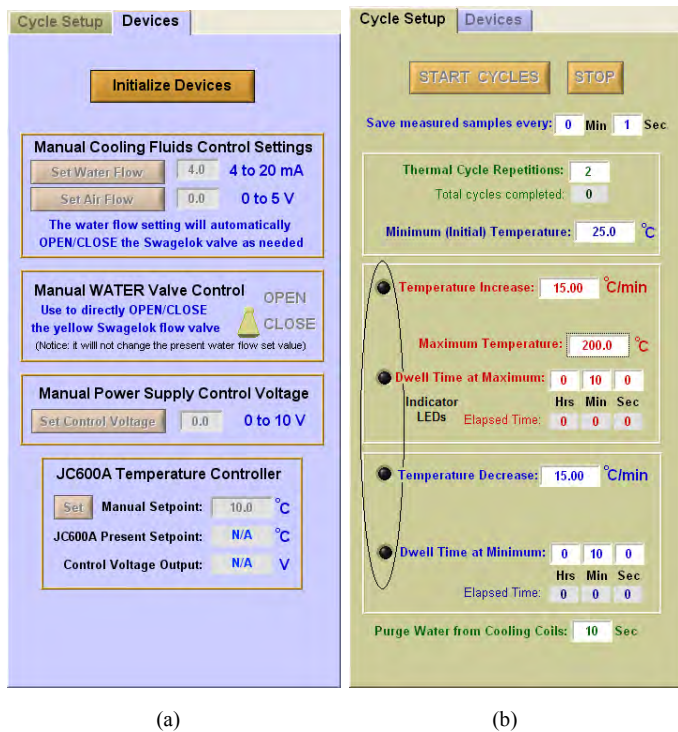 Cycle Setup Devices
Initialize Devices
Manual Cooling Fluids Control Settings
Set Water Flow 4.0 4 to 20 mA
Set Air Flow 0.0 0 to 5 V
The water flow setting will automatically
OPEN/CLOSE the Swagelok valve as needed
Manual WATER Valve Control
OPEN
Use to directly OPEN/CLOSE
the yellow Swagelok flow valve
CLOSE
(Notice: it will not change the present water flow set value)
Manual Power Supply Control Voltage
Set Control Voltage 0.0 0 to 10 V
JC600A Temperature Controller
Set Manual Setpoint: 10.0 °C
JC600A Present Setpoint: N/A °C
Control Voltage Output: N/A V
(a)
Cycle Setup Devices
START CYCLES STOP
Save measured samples every: 0 Min 1 Sec
Thermal Cycle Repetitions: 2
Total cycles completed: 0
Minimum (Initial) Temperature: 25.0 °C
Temperature Increase: 15.00 °C/min
Maximum Temperature: 200.0 °C
Dwell Time at Maximum: 0 10 0
Indicator
LEDs
Hrs Min Sec
Elapsed Time: 0 0 0
Temperature Decrease: 15.00 °C/min
Dwell Time at Minimum: 0 10 0
Hrs Min Sec
Elapsed Time: 0 0 0
Purge Water from Cooling Coils: 10 Sec
(b)